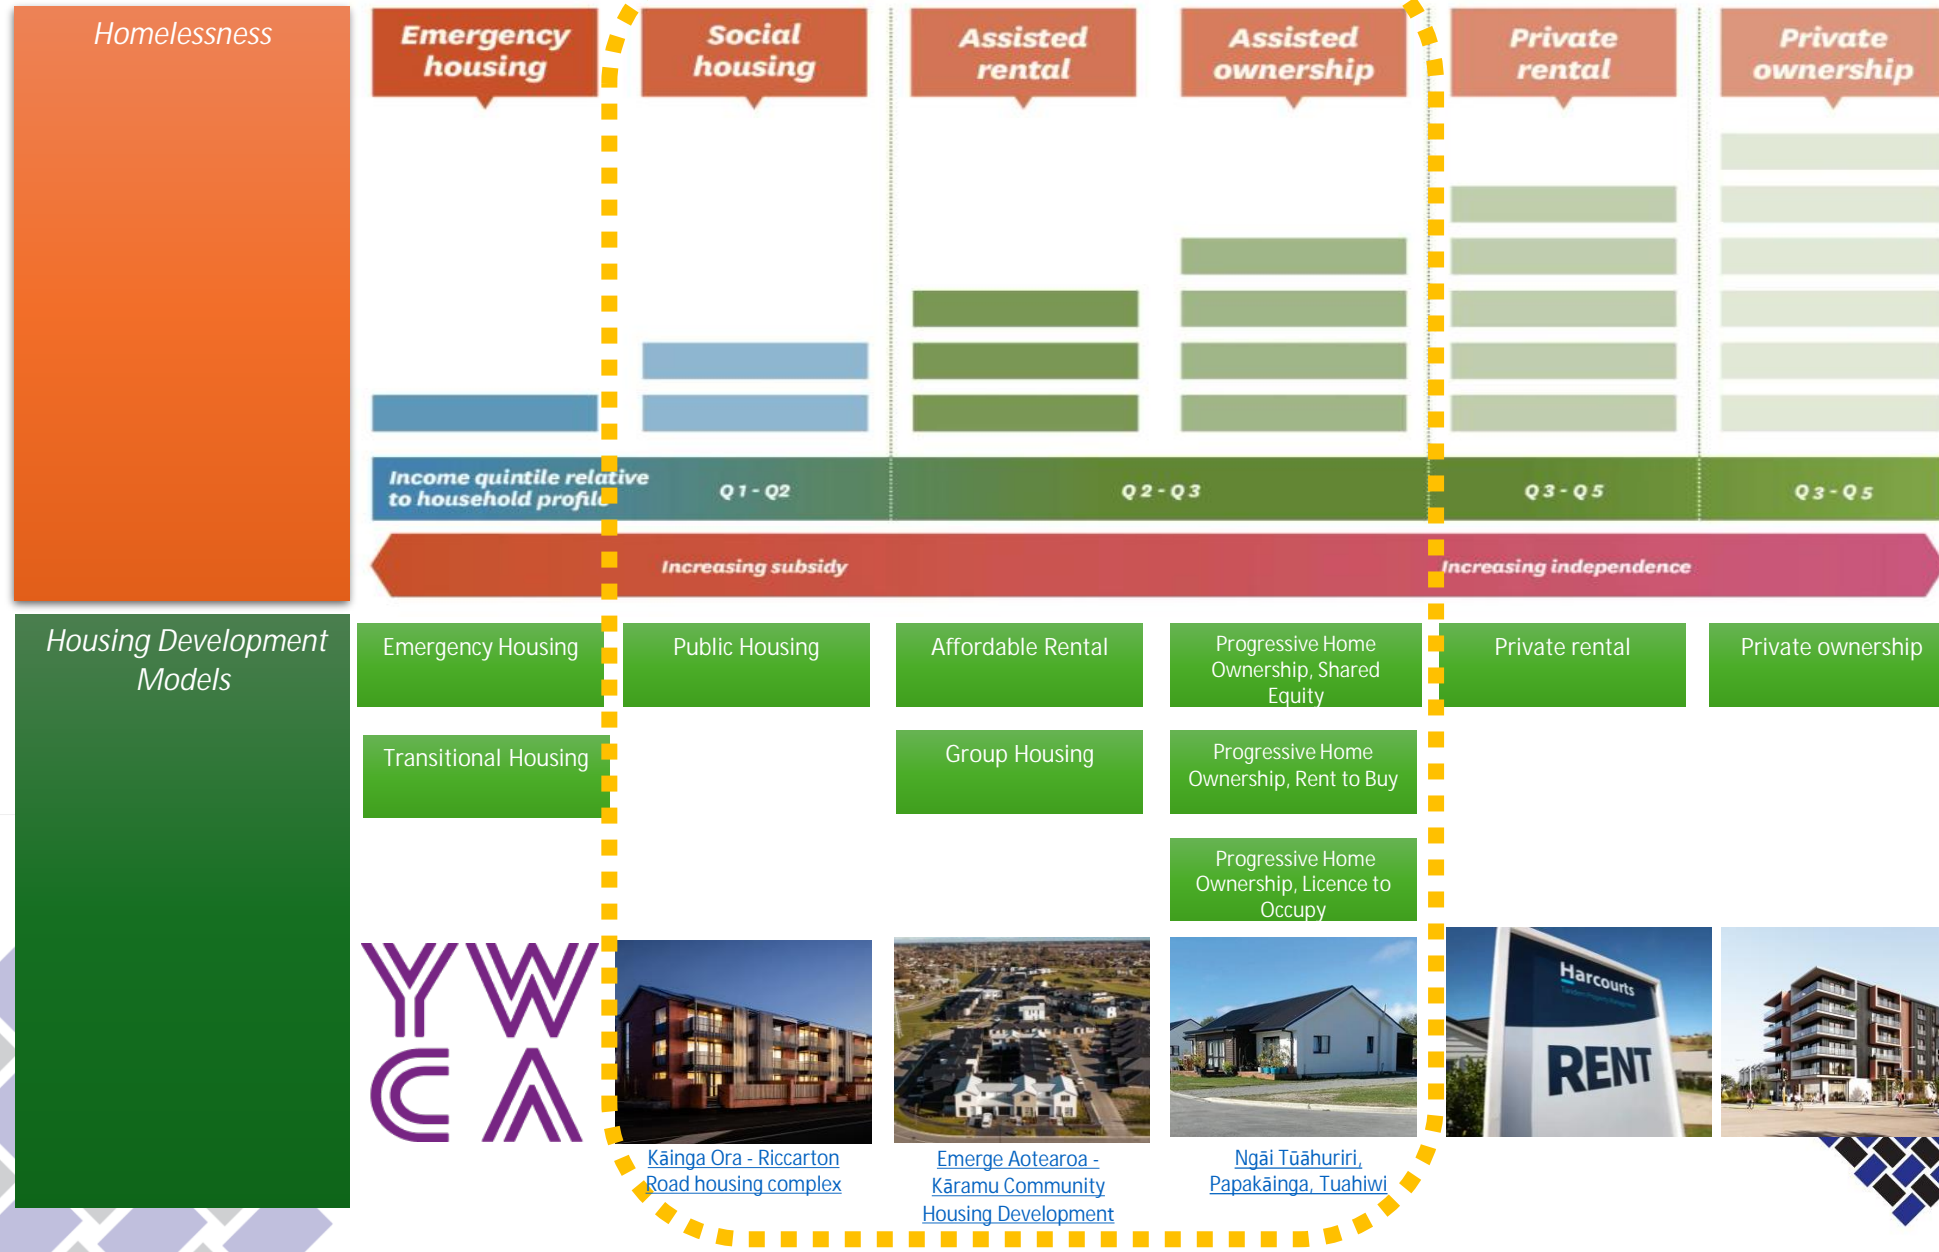 Homelessness
Emergency
housing
Social
housing
Assisted
rental
Assisted
ownership
Private
rental
Private
ownership
Income quintile relative
to household profile
Q1 - Q2
Q2 - Q3
Q3 - Q5
Q3 - Q5
Increasing subsidy
Increasing independence
Housing Development
Models
Emergency Housing
Public Housing
Affordable Rental
Progressive Home
Ownership, Shared
Equity
Private rental
Private ownership
Transitional Housing
Group Housing
Progressive Home
Ownership, Rent to Buy
Progressive Home
Ownership, Licence to
Occupy
YW
CA
Harcourts
RENT
Kāinga Ora - Riccarton
Road housing complex
Emerge Aotearoa -
Kāramu Community
Housing Development
Ngāi Tūāhuriri,
Papakāinga, Tuahiwi